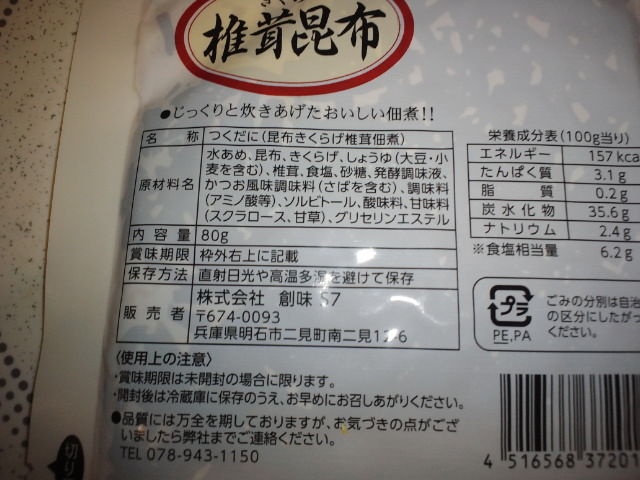 椎茸昆布
●じっくりと炊きあげたおいしい佃煮!!
名称 つくだに(昆布きくらげ椎茸佃煮)
原材料名 水あめ、昆布、きくらげ、しょうゆ(大豆・小
麦を含む)、椎茸、食塩、砂糖、発酵調味液、
かつお風味調味料(さばを含む)、調味料
(アミノ酸等)、ソルビトール、酸味料、甘味料
(スクラロース、甘草)、グリセリンエステル
内容量 80g
賞味期限 枠外右上に記載
保存方法 直射日光や高温多湿を避けて保存
販売者 株式会社 創味
〒674-0093
兵庫県明石市二見町南二見
〈使用上の注意〉
・賞味期限は未開封の場合に限ります。
・開封後は冷蔵庫に保存のうえ、お早めにお召しあがりください。
●品質には万全を期しておりますが、お気づきの点がござ
いましたら弊社までご連絡ください。
TEL 078-943-1150
栄養成分表(100g当り)
エネルギー 157 kca
たんぱく質 3.1g
脂質 0.2g
炭水化物 35.6g
ナトリウム 2.4g
※食塩相当量 6.2g
プラ
PE,PA
ごみの分別は自治
の区分にしたがっ
ください。
4 516568 37201
切り